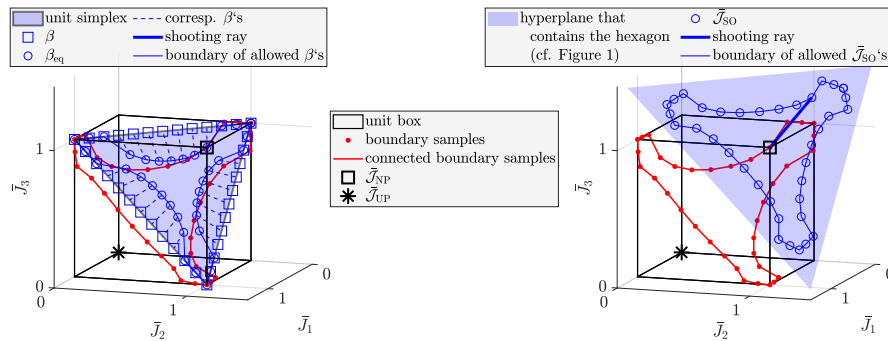 unit simplex
β
β_eq
corresp. β‘s
shooting ray
boundary of allowed β‘s
hyperplane that
contains the hexagon
(cf. Figure 1)
J̄_SO
shooting ray
boundary of allowed J̄_SO‘s
unit box
boundary samples
connected boundary samples
J̄_NP
J̄_UP
J̄_3
1
0
0
1
J̄_2
1
0
J̄_1
J̄_3
1
0
0
1
J̄_2
1
0
J̄_1